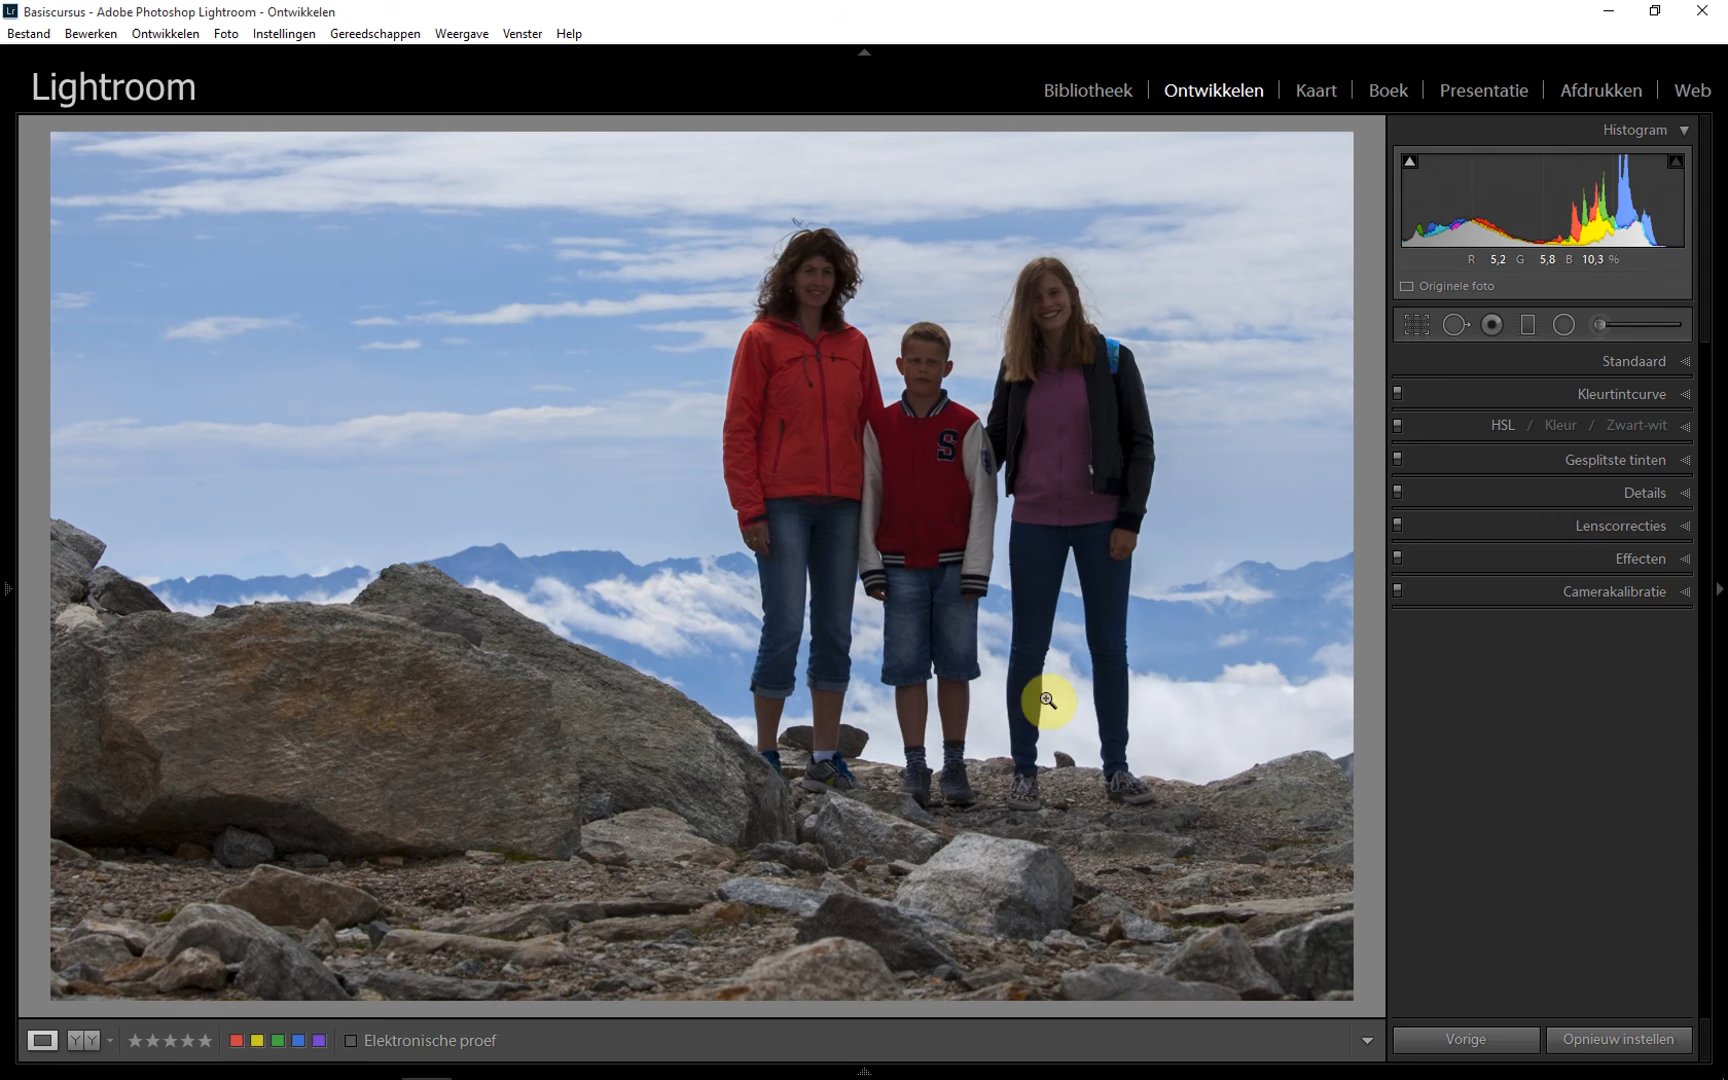 Lr Basiscursus - Adobe Photoshop Lightroom - Ontwikkelen
Bestand Bewerken Ontwikkelen Foto Instellingen Gereedschappen Weergave Venster Help
Lightroom
Bibliotheek | Ontwikkelen | Kaart | Boek | Presentatie | Afdrukken | Web
Histogram
R 5,2 G 5,8 B 10,3 %
Originele foto
Standaard
Kleurtintcurve
HSL / Kleur / Zwart-wit
Gesplitste tinten
Details
Lenscorrecties
Effecten
Camerakalibratie
S
YY
Elektronische proef
Vorige
Opnieuw instellen